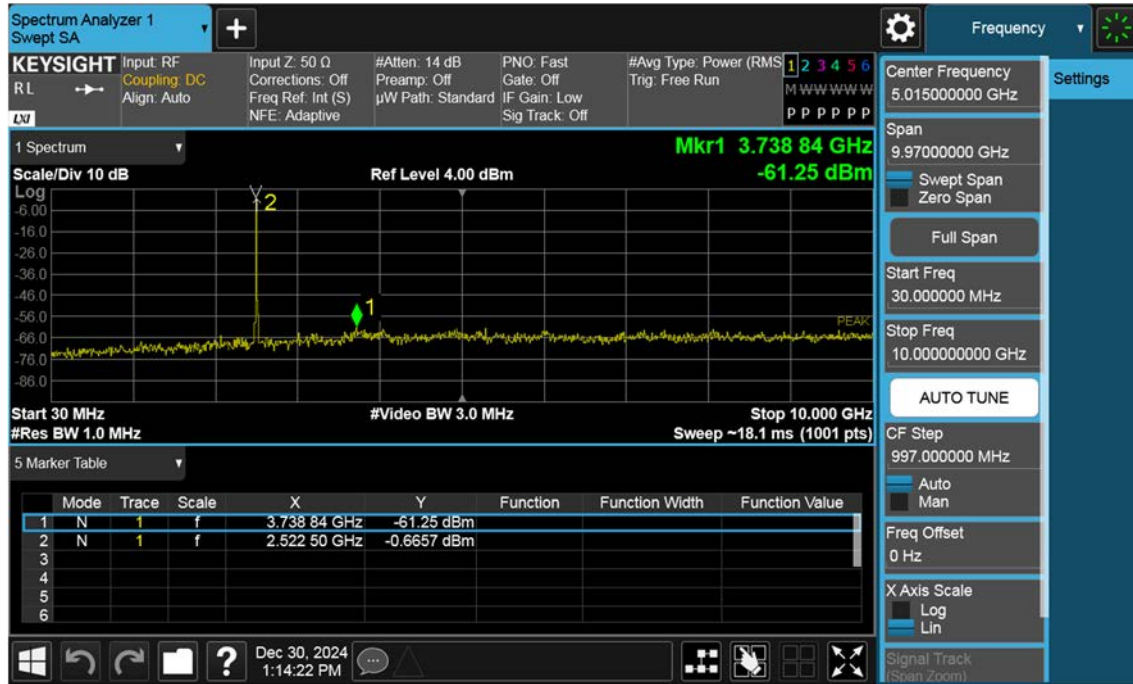 Spectrum Analyzer 1
Swept SA
+
Frequency
KEYSIGHT
RL
LXI
Input: RF
Coupling: DC
Align: Auto
Input Z: 50 Ω
Corrections: Off
Freq Ref: Int (S)
NFE: Adaptive
#Atten: 14 dB
Preamp: Off
µW Path: Standard
PNO: Fast
Gate: Off
IF Gain: Low
Sig Track: Off
#Avg Type: Power (RMS
Trig: Free Run
1 2 3 4 5 6
M W W W W W
P P P P P P
1 Spectrum
Mkr1 3.738 84 GHz
-61.25 dBm
Scale/Div 10 dB
Ref Level 4.00 dBm
Log
-6.00
-16.0
-26.0
-36.0
-46.0
-56.0
-66.0
-76.0
-86.0
2
1
PEAK
Start 30 MHz
#Video BW 3.0 MHz
Stop 10.000 GHz
#Res BW 1.0 MHz
Sweep ~18.1 ms (1001 pts)
5 Marker Table
Mode Trace Scale X Y Function Function Width Function Value
1 N 1 f 3.738 84 GHz -61.25 dBm
2 N 1 f 2.522 50 GHz -0.6657 dBm
3
4
5
6
?
Dec 30, 2024
1:14:22 PM
Center Frequency
5.015000000 GHz
Settings
Span
9.97000000 GHz
Swept Span
Zero Span
Full Span
Start Freq
30.000000 MHz
Stop Freq
10.000000000 GHz
AUTO TUNE
CF Step
997.000000 MHz
Auto
Man
Freq Offset
0 Hz
X Axis Scale
Log
Lin
Signal Track
(Span Zoom)